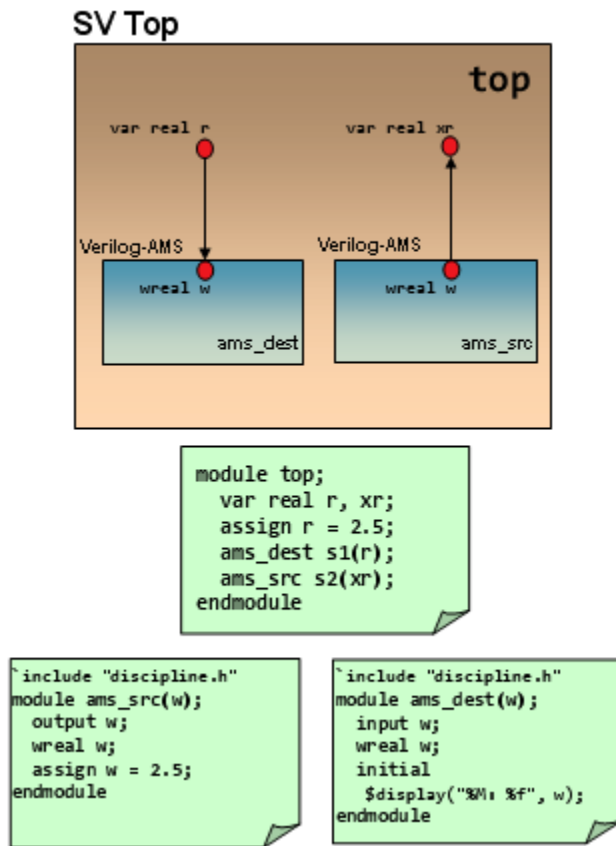 SV Top
top
var real r
var real xr
Verilog-AMS
Verilog-AMS
wreal w
wreal w
ams_dest
ams_src
module top;
var real r, xr;
assign r = 2.5;
ams_dest s1(r);
ams_src s2(xr);
endmodule
`include "discipline.h"
module ams_src(w);
output w;
wreal w;
assign w = 2.5;
endmodule
`include "discipline.h"
module ams_dest(w);
input w;
wreal w;
initial
$display("%M: %f", w);
endmodule